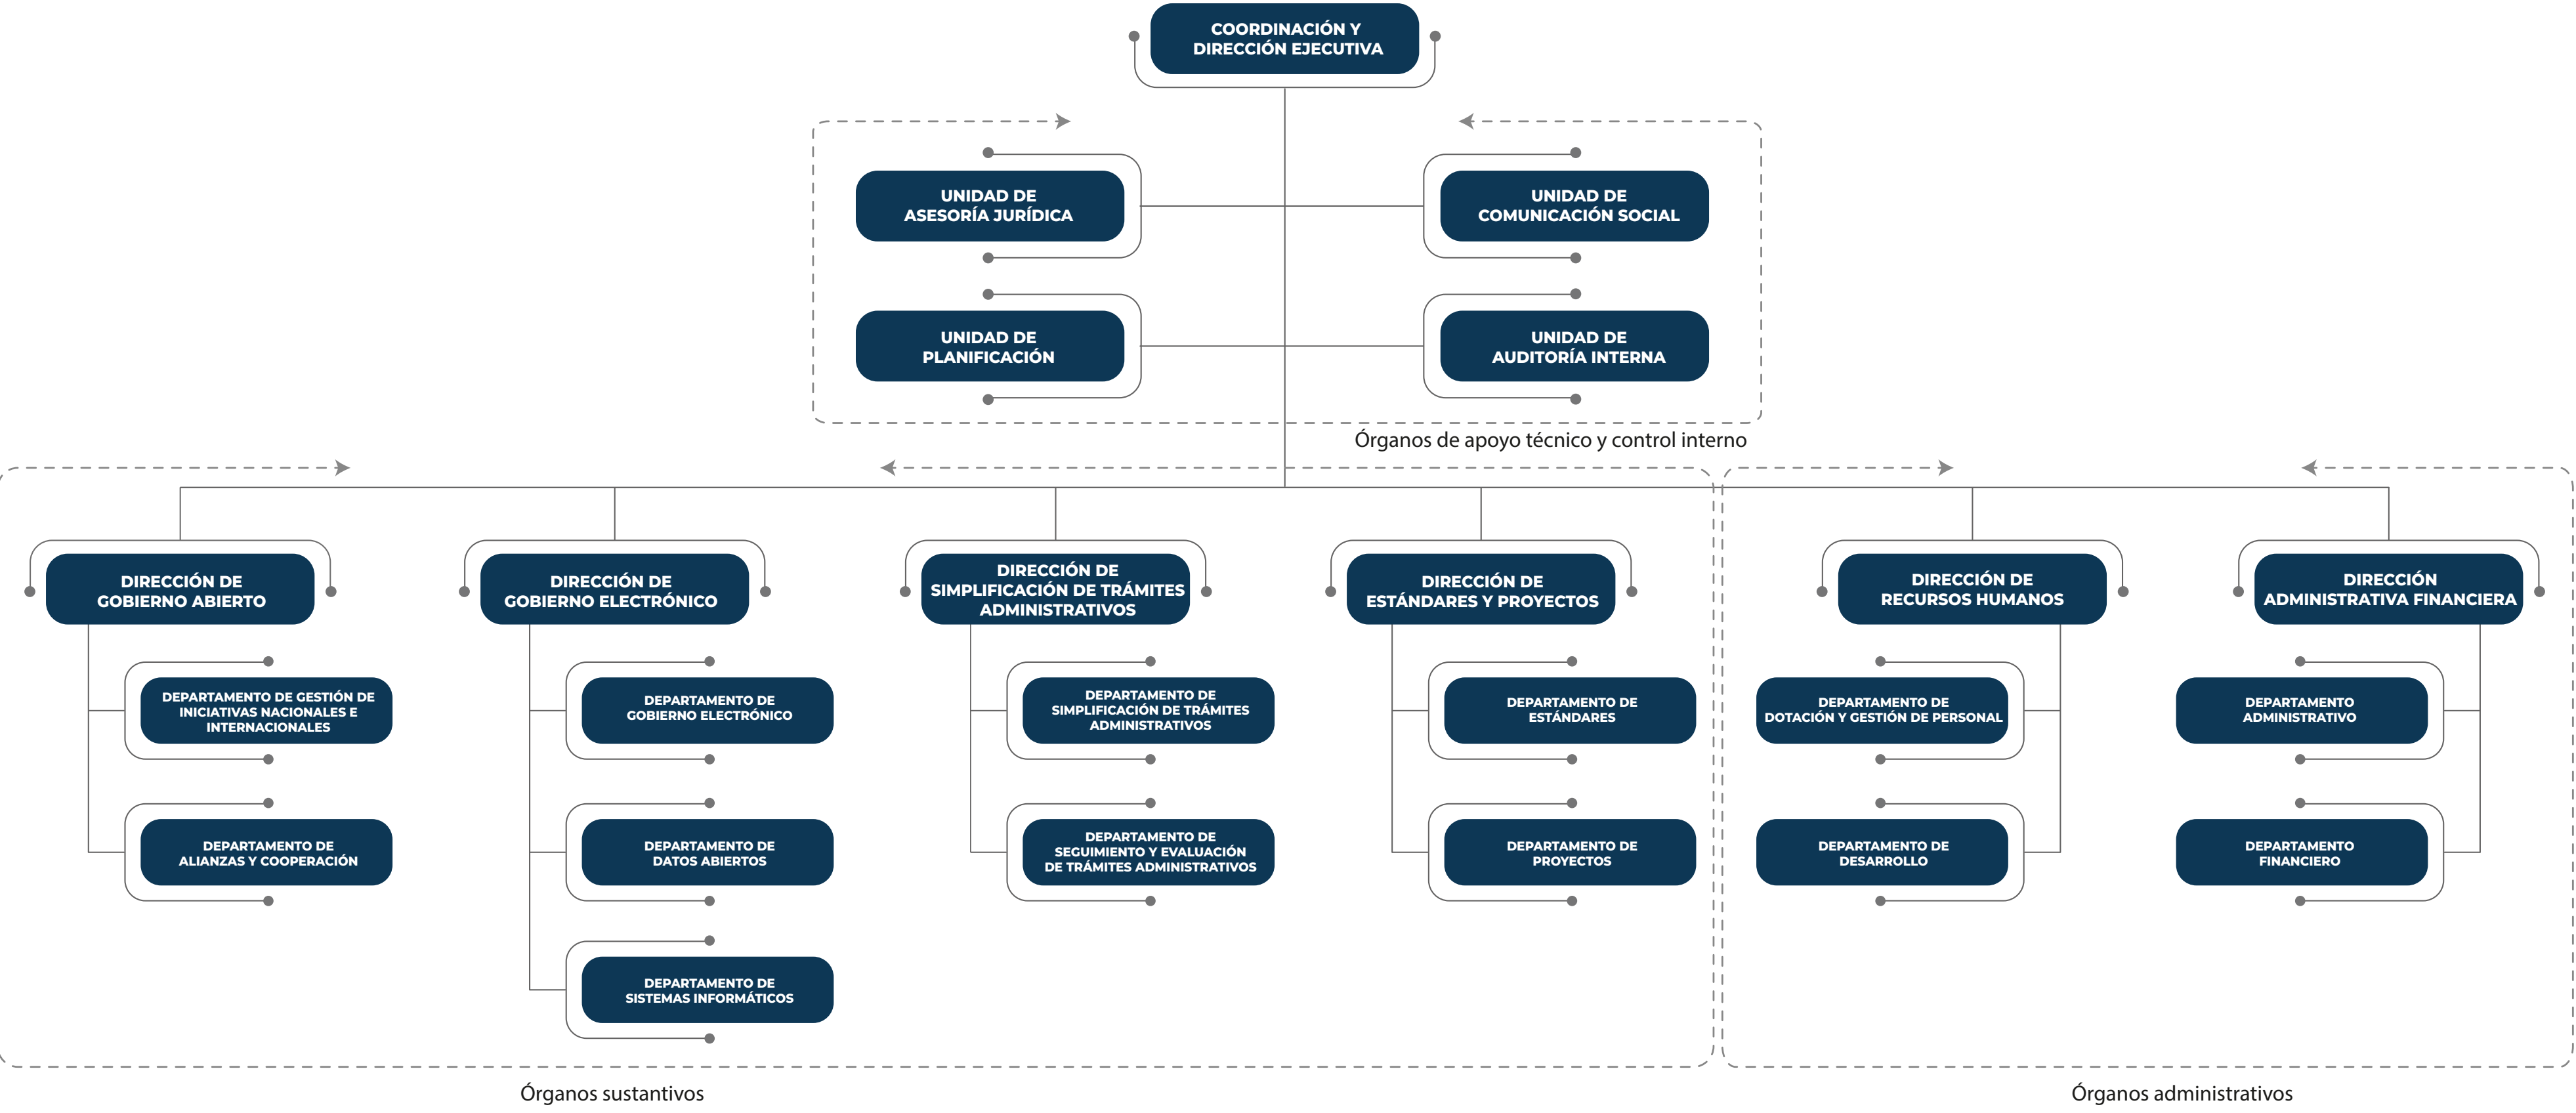 COORDINACIÓN Y
DIRECCIÓN EJECUTIVA
UNIDAD DE
ASESORÍA JURÍDICA
UNIDAD DE
COMUNICACIÓN SOCIAL
UNIDAD DE
PLANIFICACIÓN
UNIDAD DE
AUDITORÍA INTERNA
Órganos de apoyo técnico y control interno
DIRECCIÓN DE
GOBIERNO ABIERTO
DIRECCIÓN DE
GOBIERNO ELECTRÓNICO
DIRECCIÓN DE
SIMPLIFICACIÓN DE TRÁMITES
ADMINISTRATIVOS
DIRECCIÓN DE
ESTÁNDARES Y PROYECTOS
DIRECCIÓN DE
RECURSOS HUMANOS
DIRECCIÓN
ADMINISTRATIVA FINANCIERA
DEPARTAMENTO DE GESTIÓN DE
INICIATIVAS NACIONALES E
INTERNACIONALES
DEPARTAMENTO DE
GOBIERNO ELECTRÓNICO
DEPARTAMENTO DE
SIMPLIFICACIÓN DE TRÁMITES
ADMINISTRATIVOS
DEPARTAMENTO DE
ESTÁNDARES
DEPARTAMENTO DE
DOTACIÓN Y GESTIÓN DE PERSONAL
DEPARTAMENTO
ADMINISTRATIVO
DEPARTAMENTO DE
ALIANZAS Y COOPERACIÓN
DEPARTAMENTO DE
DATOS ABIERTOS
DEPARTAMENTO DE
SEGUIMIENTO Y EVALUACIÓN
DE TRÁMITES ADMINISTRATIVOS
DEPARTAMENTO DE
PROYECTOS
DEPARTAMENTO DE
DESARROLLO
DEPARTAMENTO
FINANCIERO
DEPARTAMENTO DE
SISTEMAS INFORMÁTICOS
Órganos sustantivos
Órganos administrativos